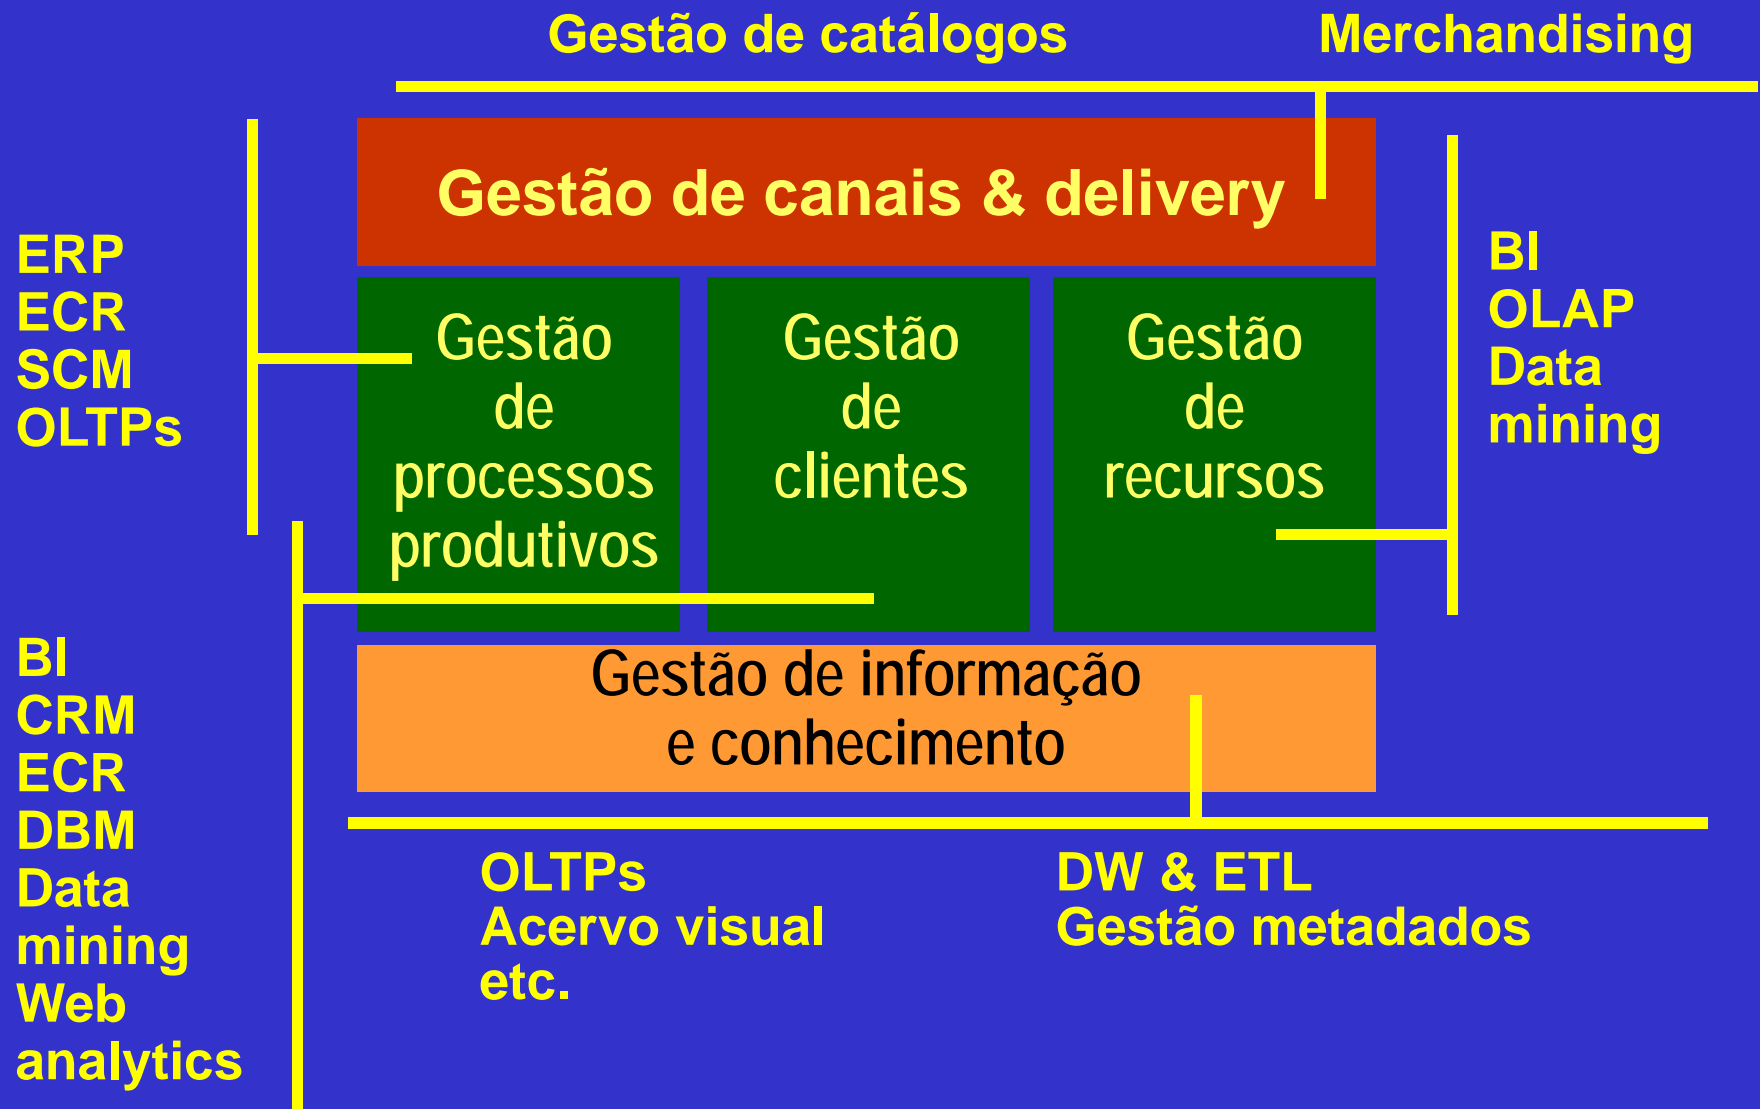 Gestão de catálogos
Merchandising
Gestão de canais & delivery
ERP
ECR
SCM
OLTPs
Gestão
de
processos
produtivos
Gestão
de
clientes
Gestão
de
recursos
BI
OLAP
Data
mining
BI
CRM
ECR
DBM
Data
mining
Web
analytics
Gestão de informação
e conhecimento
OLTPs
Acervo visual
etc.
DW & ETL
Gestão metadados